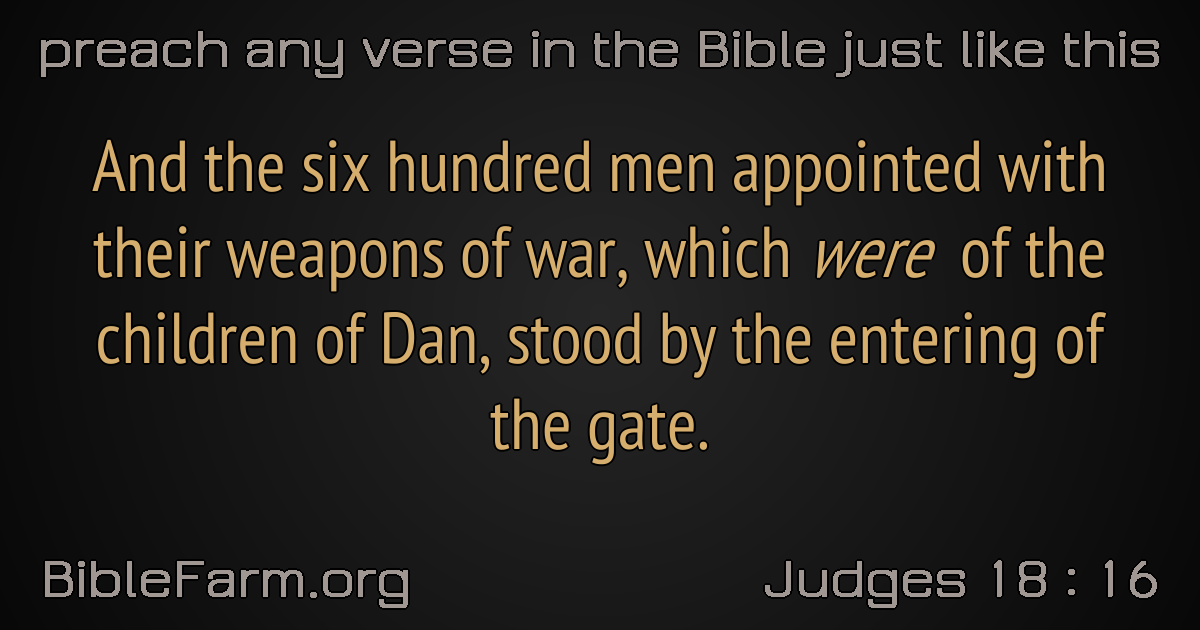 preach any verse in the Bible just like this
And the six hundred men appointed with
their weapons of war, which were of the
children of Dan, stood by the entering of
the gate.
BibleFarm.org
Judges 18 : 16